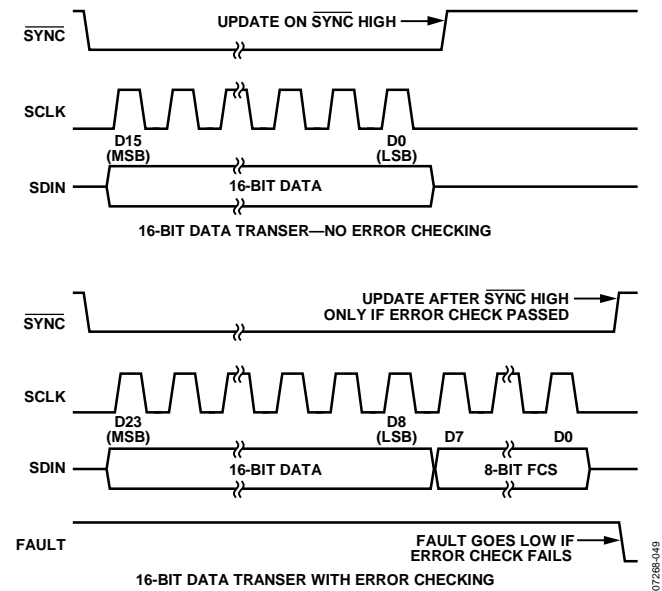 UPDATE ON SYNC HIGH
SYNC
SCLK
D15
(MSB)
D0
(LSB)
SDIN
16-BIT DATA
16-BIT DATA TRANSER—NO ERROR CHECKING
UPDATE AFTER SYNC HIGH
ONLY IF ERROR CHECK PASSED
SYNC
SCLK
D23
(MSB)
D8
(LSB)
D7
D0
SDIN
16-BIT DATA
8-BIT FCS
FAULT
FAULT GOES LOW IF
ERROR CHECK FAILS
16-BIT DATA TRANSER WITH ERROR CHECKING
07268-049